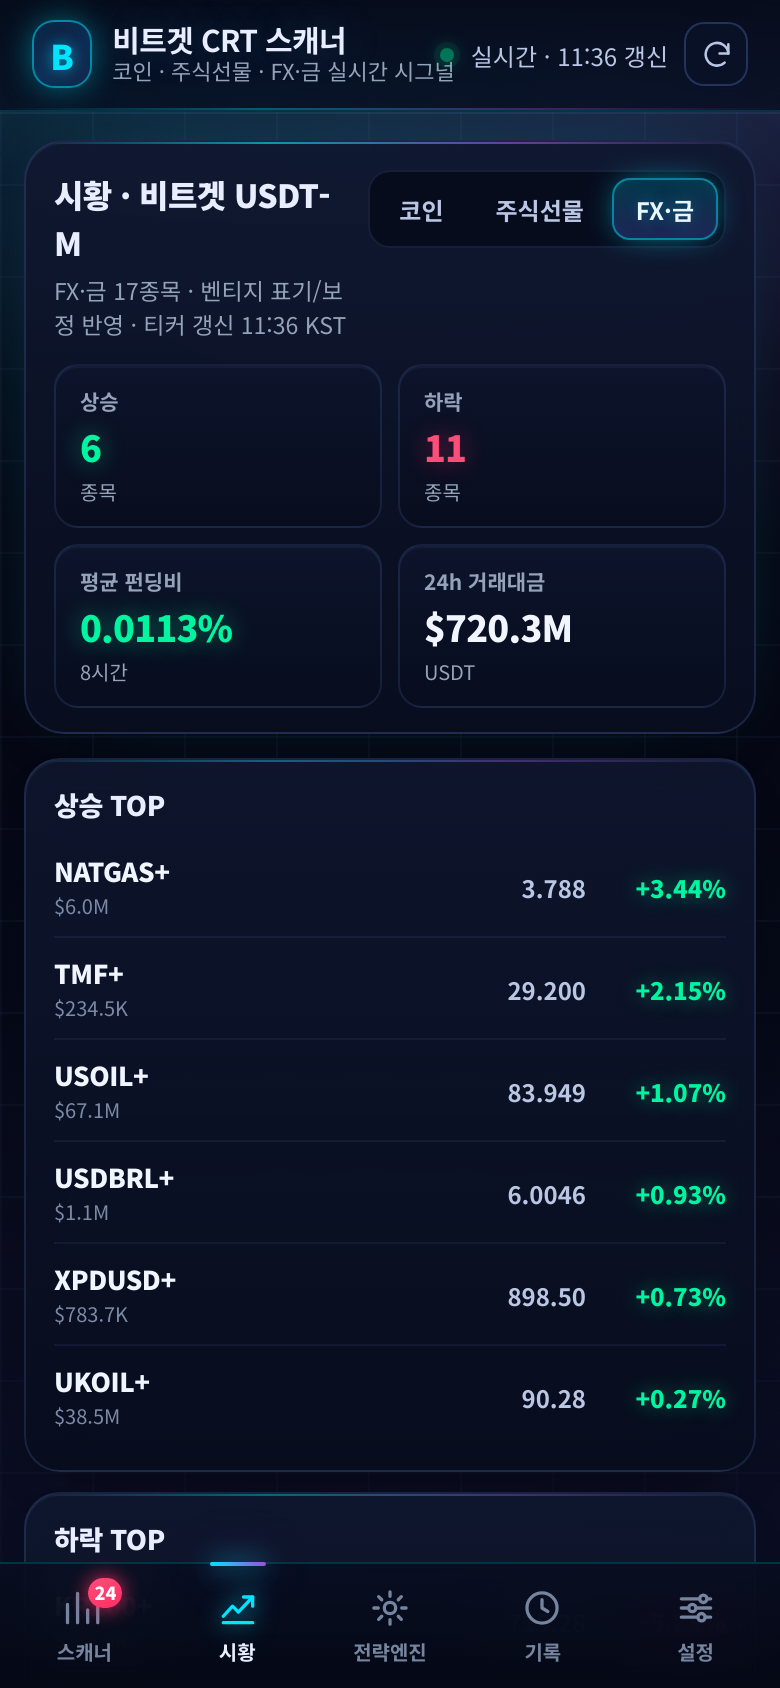 B
비트겟 CRT 스캐너
코인 · 주식선물 · FX·금 실시간 시그널
실시간 · 11:36 갱신
시황 · 비트겟 USDT-
M
코인
주식선물
FX·금
FX·금 17종목 · 벤티지 표기/보
정 반영 · 티커 갱신 11:36 KST
상승
6
종목
하락
11
종목
평균 펀딩비
0.0113%
8시간
24h 거래대금
$720.3M
USDT
상승 TOP
NATGAS+
$6.0M
3.788
+3.44%
TMF+
$234.5K
29.200
+2.15%
USOIL+
$67.1M
83.949
+1.07%
USDBRL+
$1.1M
6.0046
+0.93%
XPDUSD+
$783.7K
898.50
+0.73%
UKOIL+
$38.5M
90.28
+0.27%
하락 TOP
24
스캐너
시황
전략엔진
기록
설정